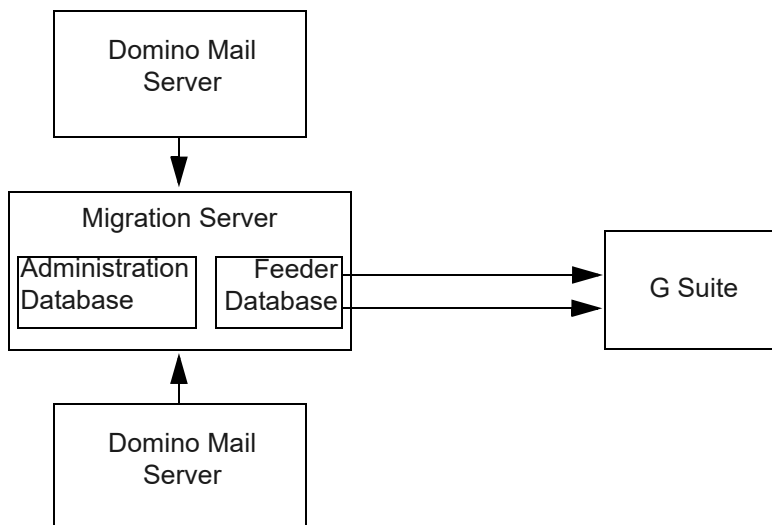 Domino Mail
Server
Migration Server
Administration
Database
Feeder
Database
G Suite
Domino Mail
Server